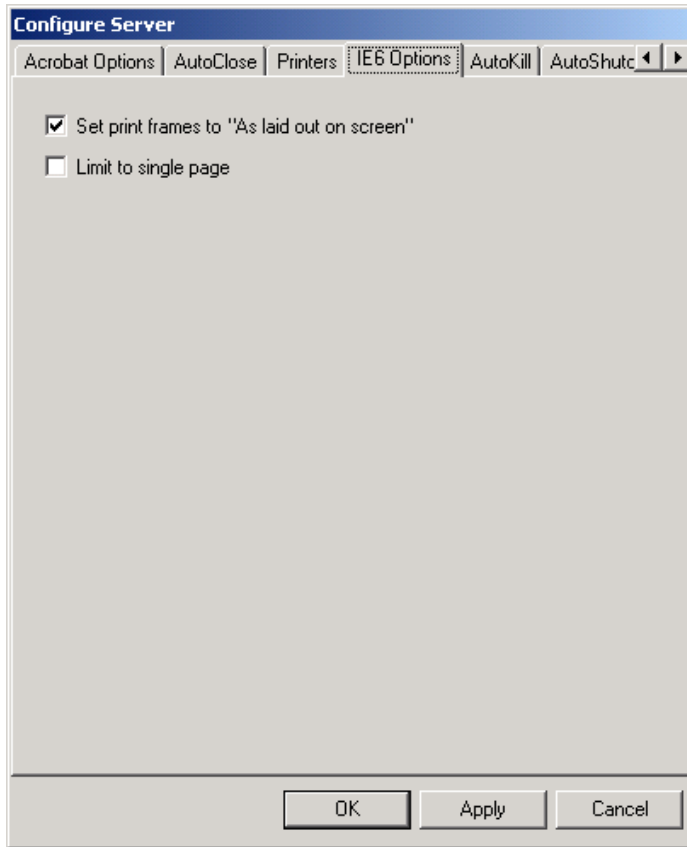 Configure Server
Acrobat Options AutoClose Printers IE6 Options AutoKill AutoShutc
Set print frames to "As laid out on screen"
Limit to single page
OK Apply Cancel